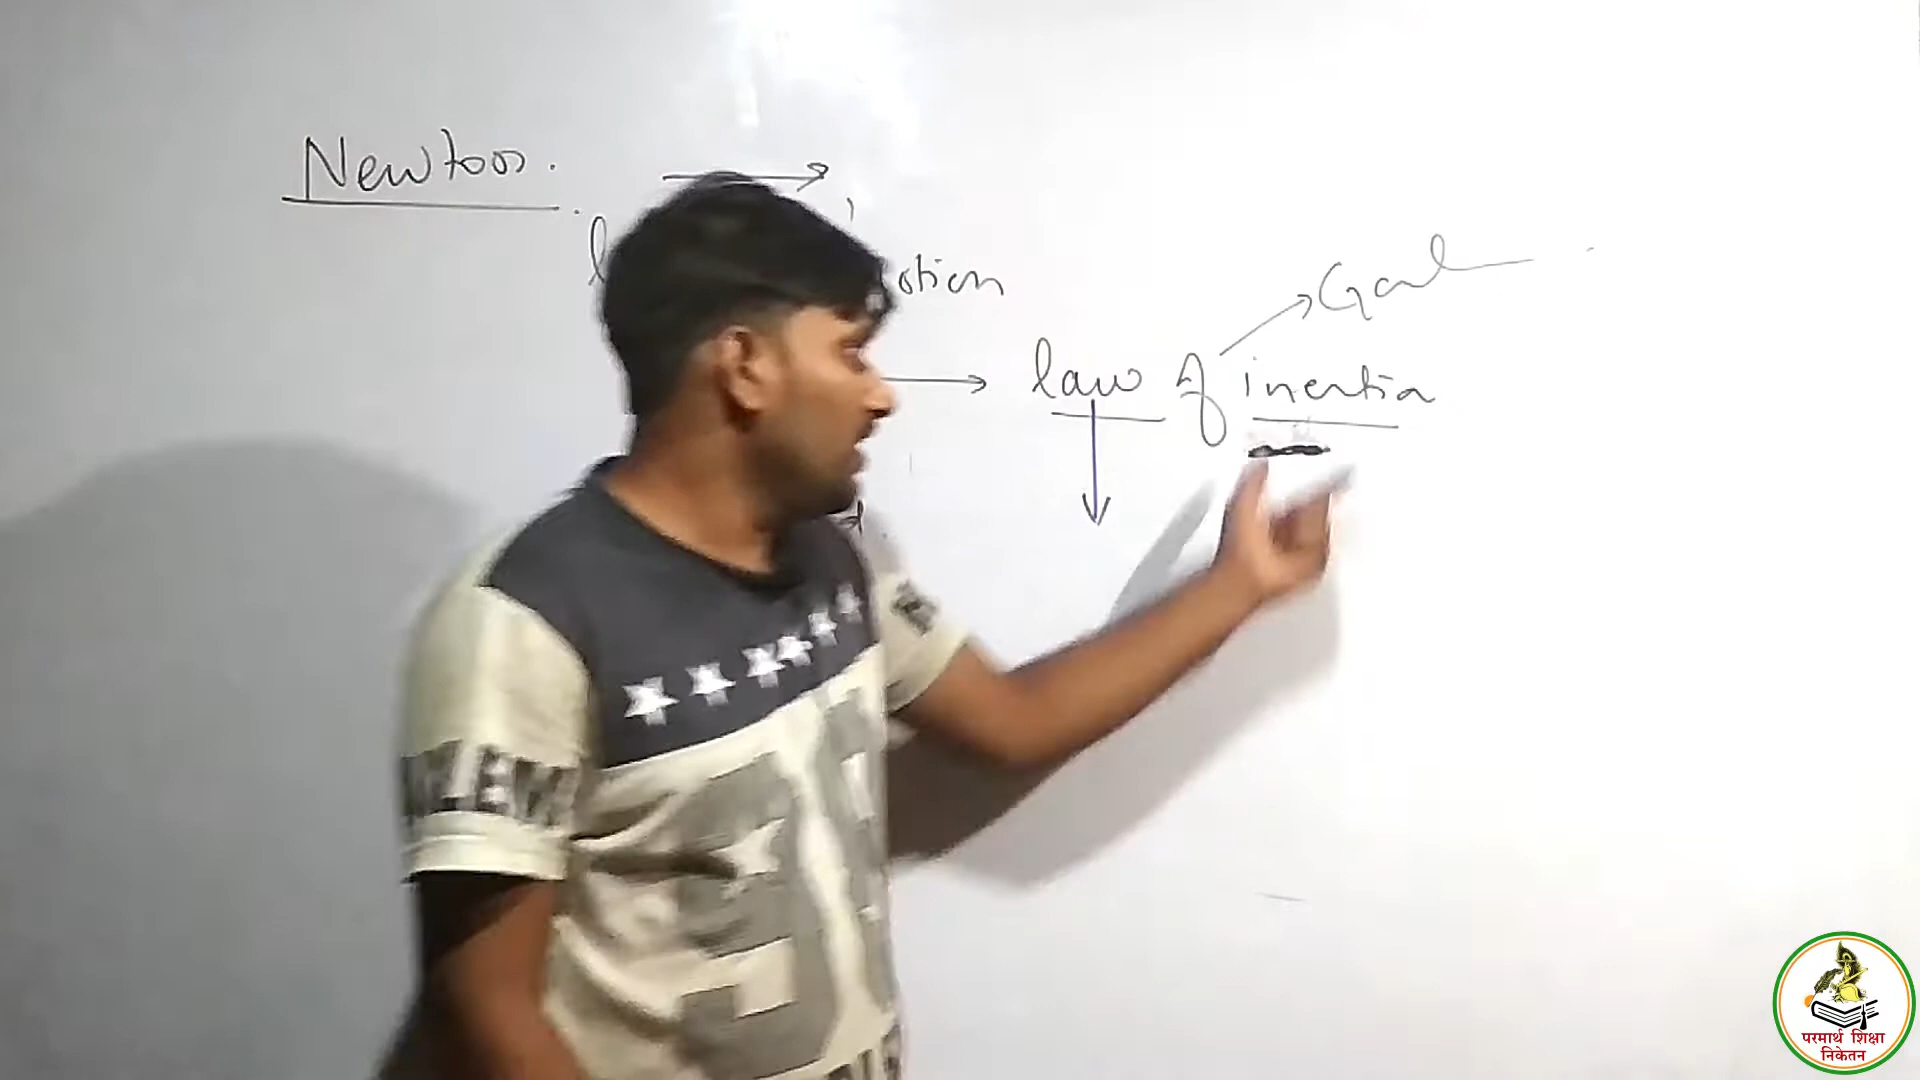 Newton.
otion
Gal
law of inertia
परमार्थ शिक्षा
निकेतन